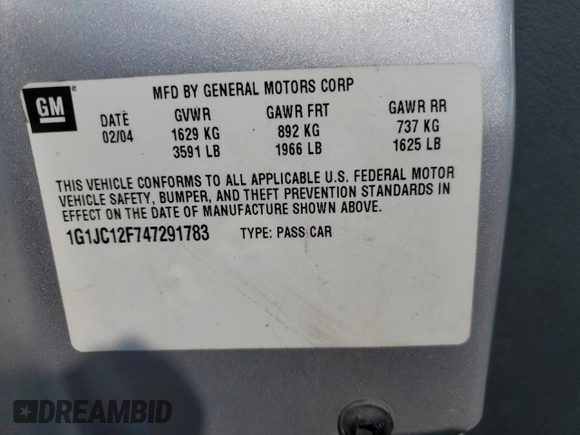 GM
MFD BY GENERAL MOTORS CORP
DATE GVWR GAWR FRT GAWR RR
02/04 1629 KG 892 KG 737 KG
3591 LB 1966 LB 1625 LB
THIS VEHICLE CONFORMS TO ALL APPLICABLE U.S. FEDERAL MOTOR
VEHICLE SAFETY, BUMPER, AND THEFT PREVENTION STANDARDS IN
EFFECT ON THE DATE OF MANUFACTURE SHOWN ABOVE.
1G1JC12F747291783 TYPE: PASS CAR
DREAMBID